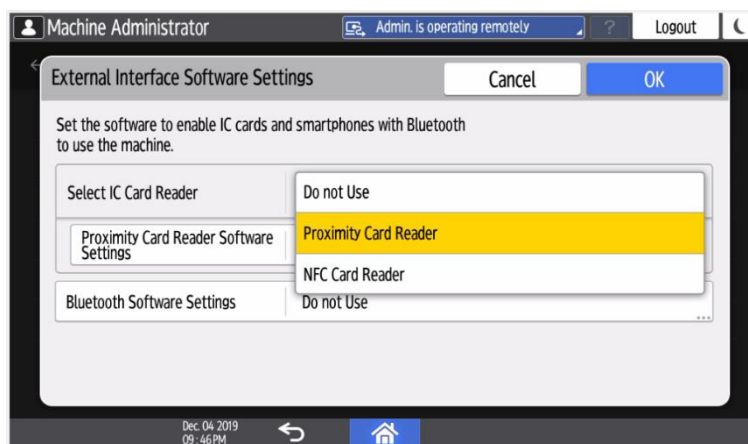 Machine Administrator
Admin. is operating remotely
?
Logout
External Interface Software Settings
Cancel
OK
Set the software to enable IC cards and smartphones with Bluetooth
to use the machine.
Select IC Card Reader
Do not Use
Proximity Card Reader Software
Settings
Proximity Card Reader
NFC Card Reader
Bluetooth Software Settings
Do not Use
Dec. 04 2019
09:46PM